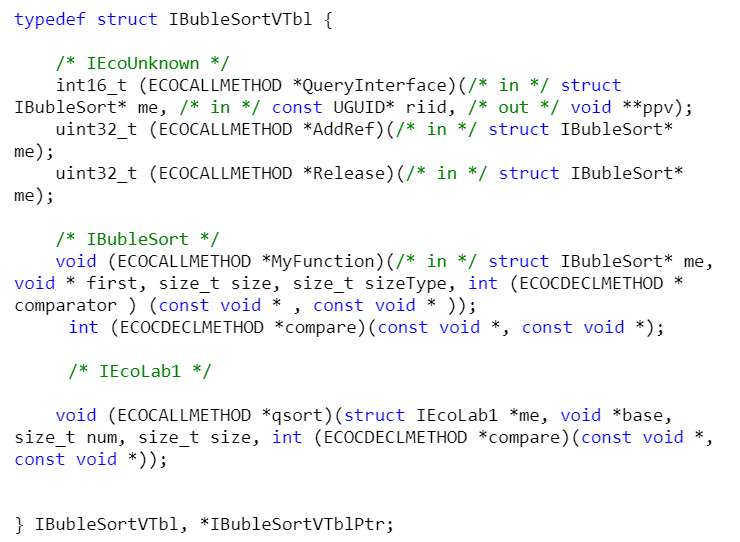 typedef struct IBubleSortVTbl {
/* IEcoUnknown */
int16_t (ECOCALLMETHOD *QueryInterface)(/* in */ struct
IBubleSort* me, /* in */ const UGUID* riid, /* out */ void **ppv);
uint32_t (ECOCALLMETHOD *AddRef)(/* in */ struct IBubleSort*
me);
uint32_t (ECOCALLMETHOD *Release)(/* in */ struct IBubleSort*
me);
/* IBubleSort */
void (ECOCALLMETHOD *MyFunction)(/* in */ struct IBubleSort* me,
void * first, size_t size, size_t sizeType, int (ECOCDECLMETHOD *
comparator ) (const void * , const void * ));
int (ECOCDECLMETHOD *compare)(const void *, const void *);
/* IEcoLab1 */
void (ECOCALLMETHOD *qsort)(struct IEcoLab1 *me, void *base,
size_t num, size_t size, int (ECOCDECLMETHOD *compare)(const void *,
const void *));
} IBubleSortVTbl, *IBubleSortVTblPtr;